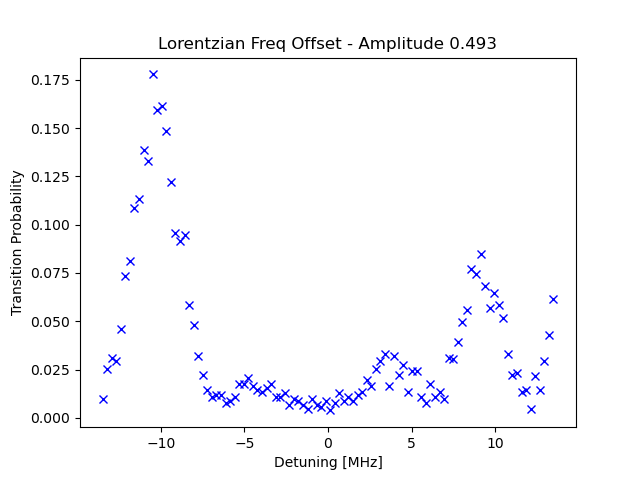 Lorentzian Freq Offset - Amplitude 0.493
Transition Probability
0.175
0.150
0.125
0.100
0.075
0.050
0.025
0.000
−10 −5 0 5 10
Detuning [MHz]